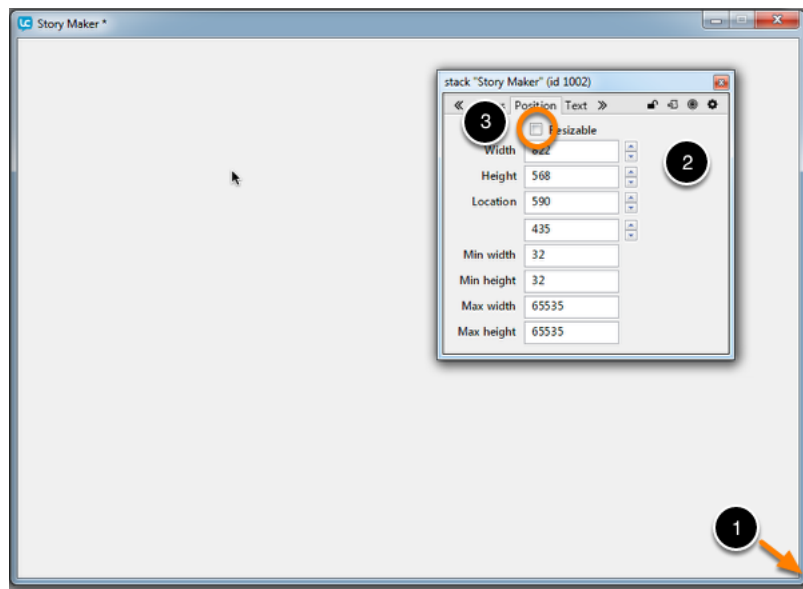 Story Maker *
stack "Story Maker" (id 1002)
Position Text
3
Resizable
Width 822
2
Height 568
Location 590
435
Min width 32
Min height 32
Max width 65535
Max height 65535
1